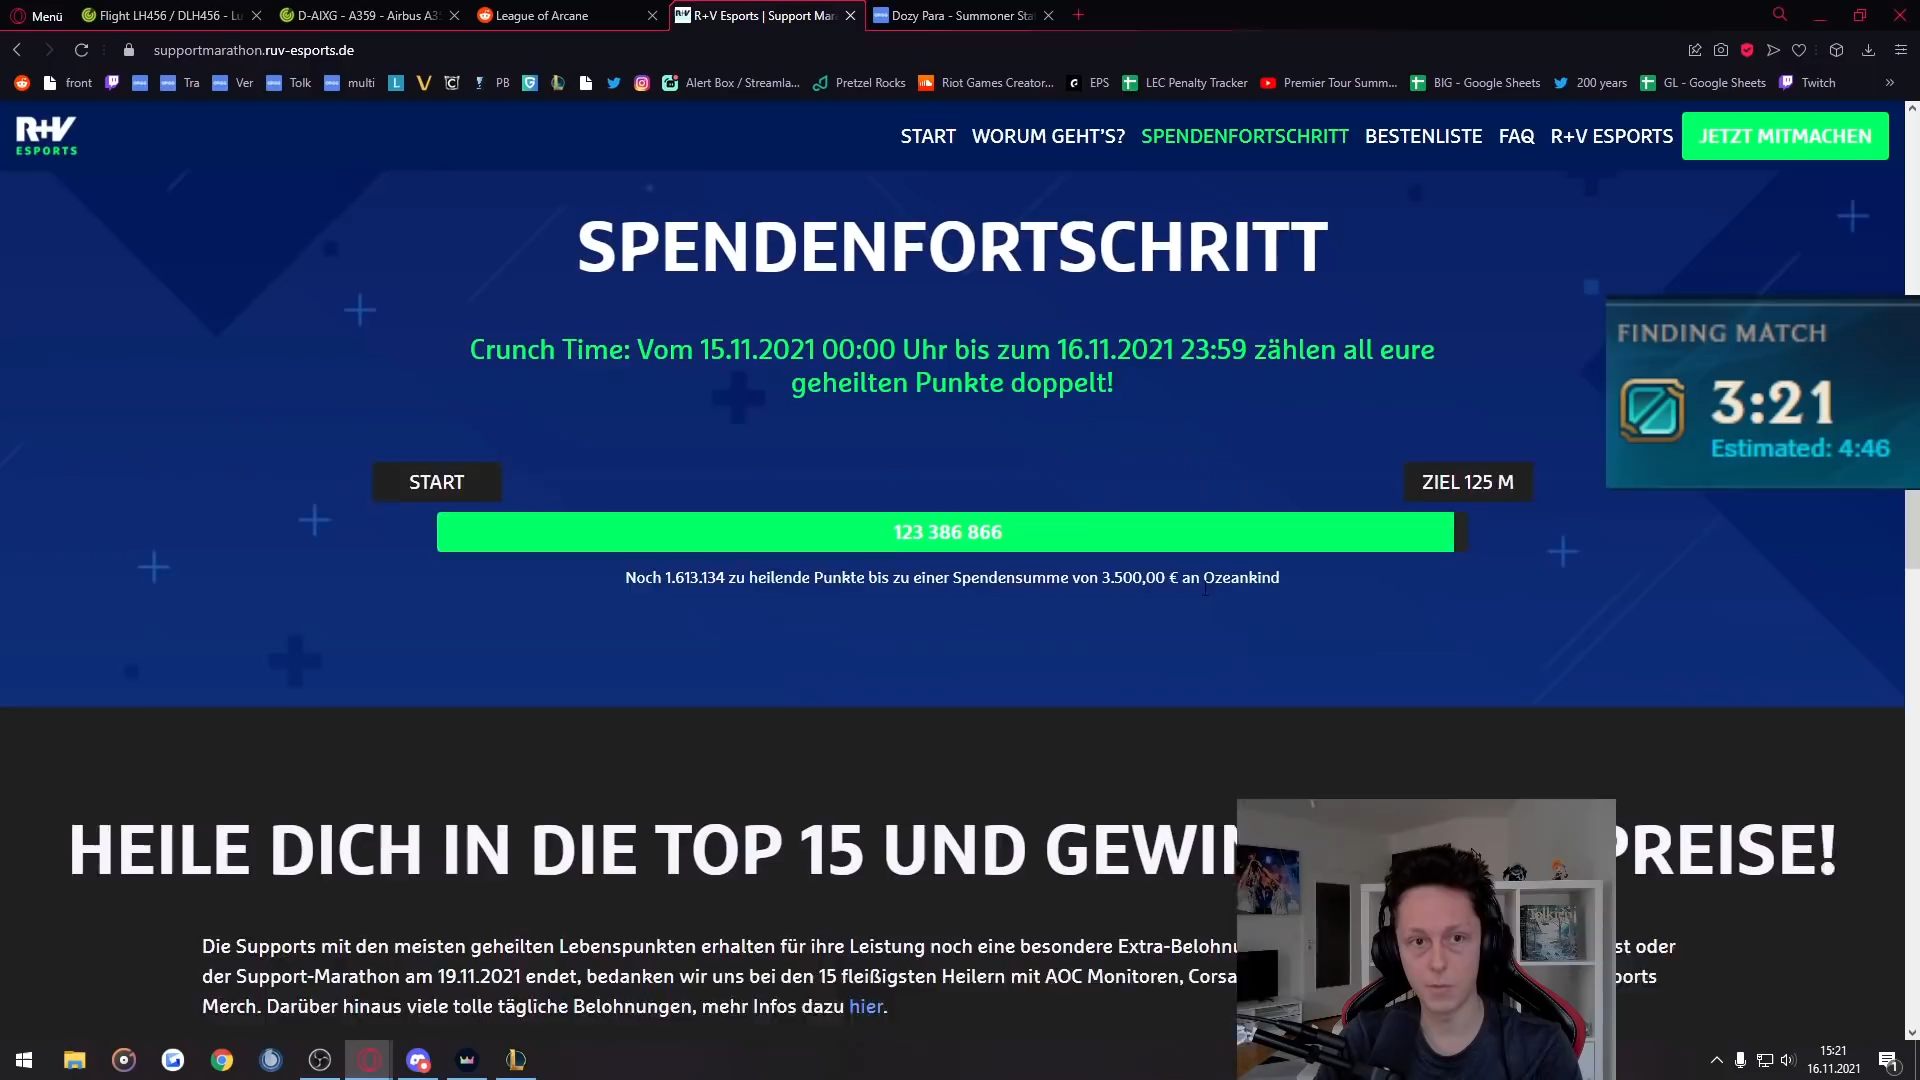 Menü
Flight LH456 / DLH456 - Lu
D-AIXG - A359 - Airbus A35
League of Arcane
R+V Esports | Support Mar
Dozy Para - Summoner Sta
supportmarathon.ruv-esports.de
front
Tra
Ver
Tolk
multi
PB
Alert Box / Streamla...
Pretzel Rocks
Riot Games Creator...
EPS
LEC Penalty Tracker
Premier Tour Summ...
BIG - Google Sheets
200 years
GL - Google Sheets
Twitch
R+V
ESPORTS
START
WORUM GEHT'S?
SPENDENFORTSCHRITT
BESTENLISTE
FAQ
R+V ESPORTS
JETZT MITMACHEN
SPENDENFORTSCHRITT
Crunch Time: Vom 15.11.2021 00:00 Uhr bis zum 16.11.2021 23:59 zählen all eure
geheilten Punkte doppelt!
FINDING MATCH
3:21
Estimated: 4:46
START
ZIEL 125 M
123 386 866
Noch 1.613.134 zu heilende Punkte bis zu einer Spendensumme von 3.500,00 € an Ozeankind
HEILE DICH IN DIE TOP 15 UND GEWIN PREISE!
Die Supports mit den meisten geheilten Lebenspunkten erhalten für ihre Leistung noch eine besondere Extra-Belohnu st oder
der Support-Marathon am 19.11.2021 endet, bedanken wir uns bei den 15 fleißigsten Heilern mit AOC Monitoren, Corsa ports
Merch. Darüber hinaus viele tolle tägliche Belohnungen, mehr Infos dazu hier.
Tolkien
15:21
16.11.2021
1